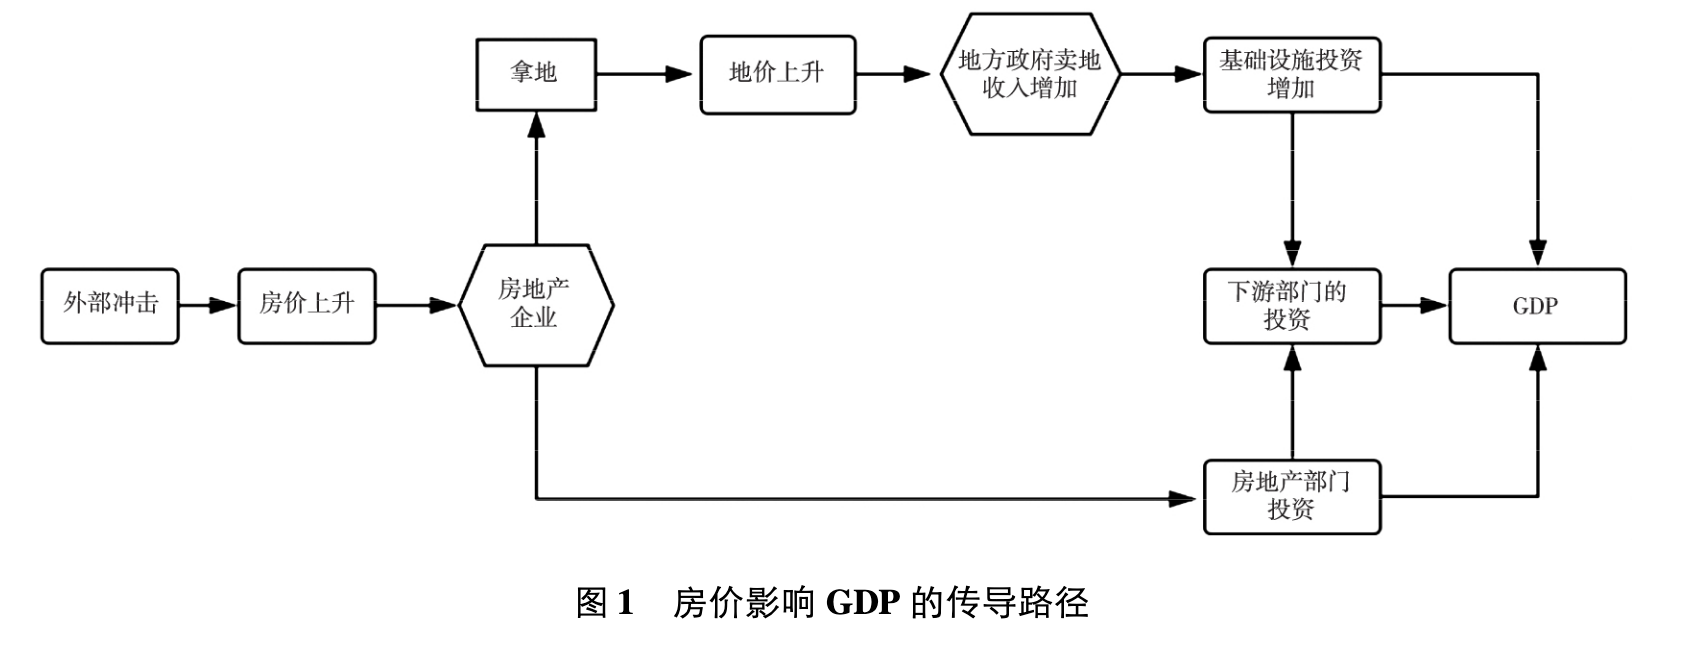 拿地
地价上升
地方政府卖地
收入增加
基础设施投资
增加
外部冲击
房价上升
房地产
企业
下游部门的
投资
GDP
房地产部门
投资
图 1 房价影响 GDP 的传导路径